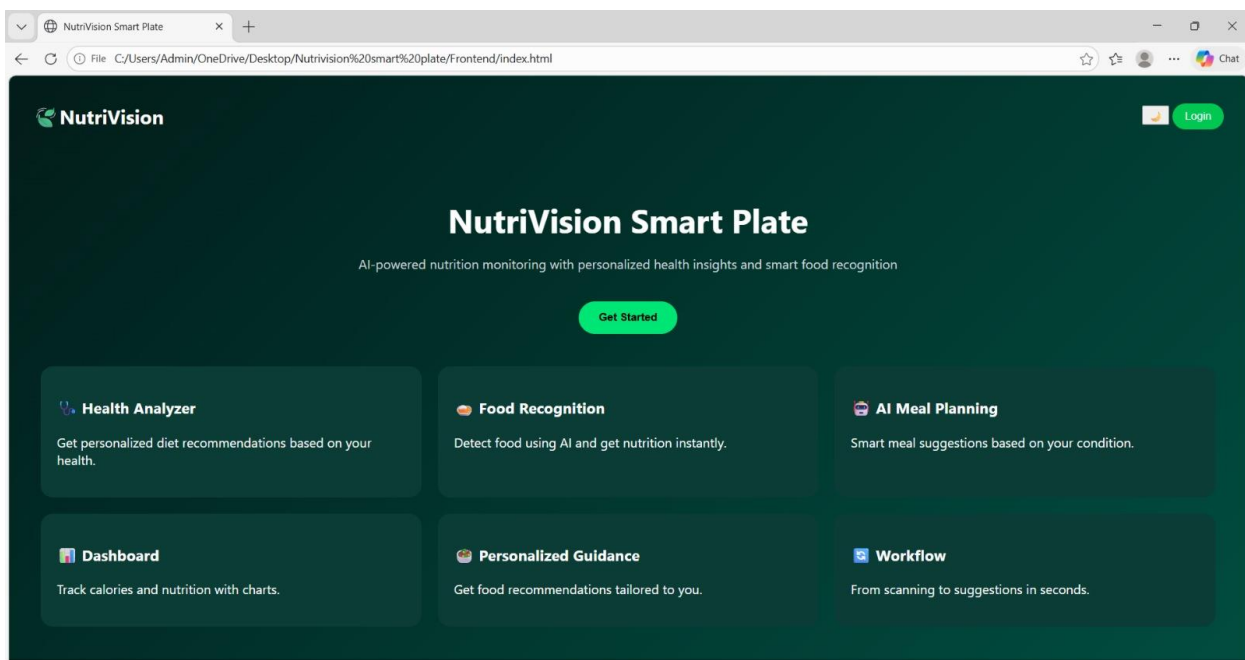 NutriVision Smart Plate
File C:/Users/Admin/OneDrive/Desktop/Nutrivision%20smart%20plate/Frontend/index.html
Chat
NutriVision
Login
NutriVision Smart Plate
AI-powered nutrition monitoring with personalized health insights and smart food recognition
Get Started
Health Analyzer
Get personalized diet recommendations based on your
health.
Food Recognition
Detect food using AI and get nutrition instantly.
AI Meal Planning
Smart meal suggestions based on your condition.
Dashboard
Track calories and nutrition with charts.
Personalized Guidance
Get food recommendations tailored to you.
Workflow
From scanning to suggestions in seconds.